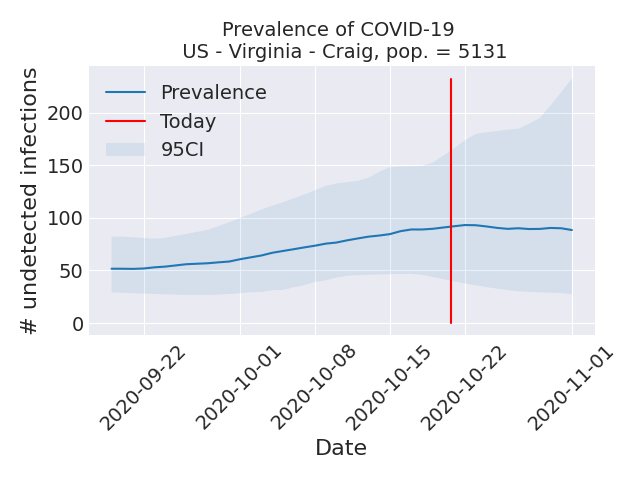 Prevalence of COVID-19
US - Virginia - Craig, pop. = 5131
# undetected infections
200
150
100
50
0
Prevalence
Today
95CI
2020-09-22
2020-10-01
2020-10-08
2020-10-15
2020-10-22
2020-11-01
Date